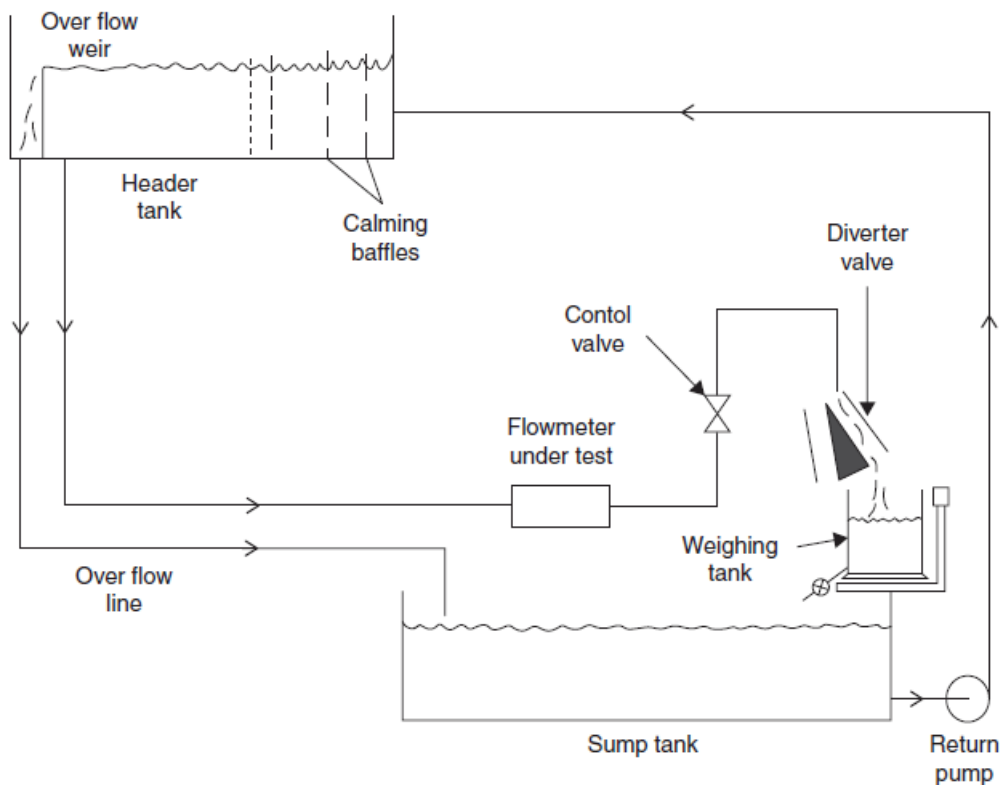 Over flow
weir
Header
tank
Calming
baffles
Diverter
valve
Contol
valve
Flowmeter
under test
Weighing
tank
Over flow
line
Sump tank
Return
pump